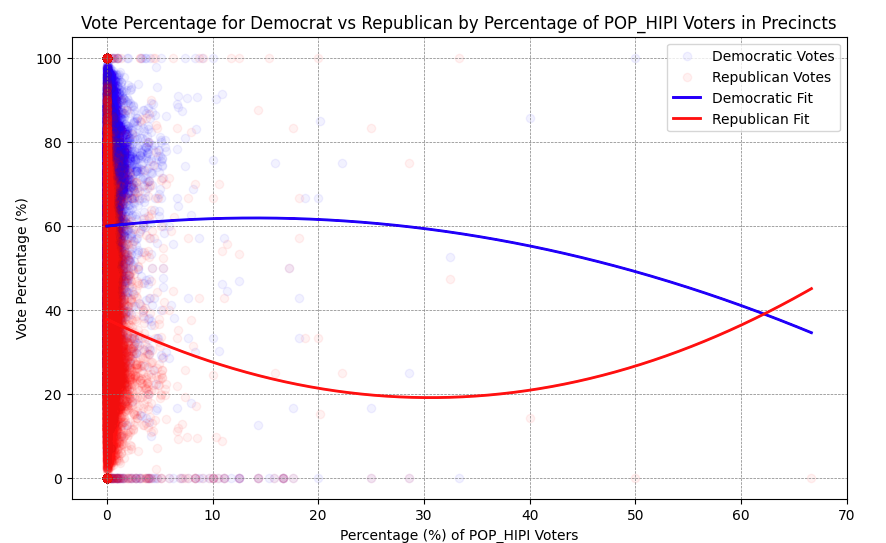 Vote Percentage for Democrat vs Republican by Percentage of POP_HIPI Voters in Precincts
Democratic Votes
Republican Votes
Democratic Fit
Republican Fit
Vote Percentage (%)
100
80
60
40
20
0
0 10 20 30 40 50 60 70
Percentage (%) of POP_HIPI Voters